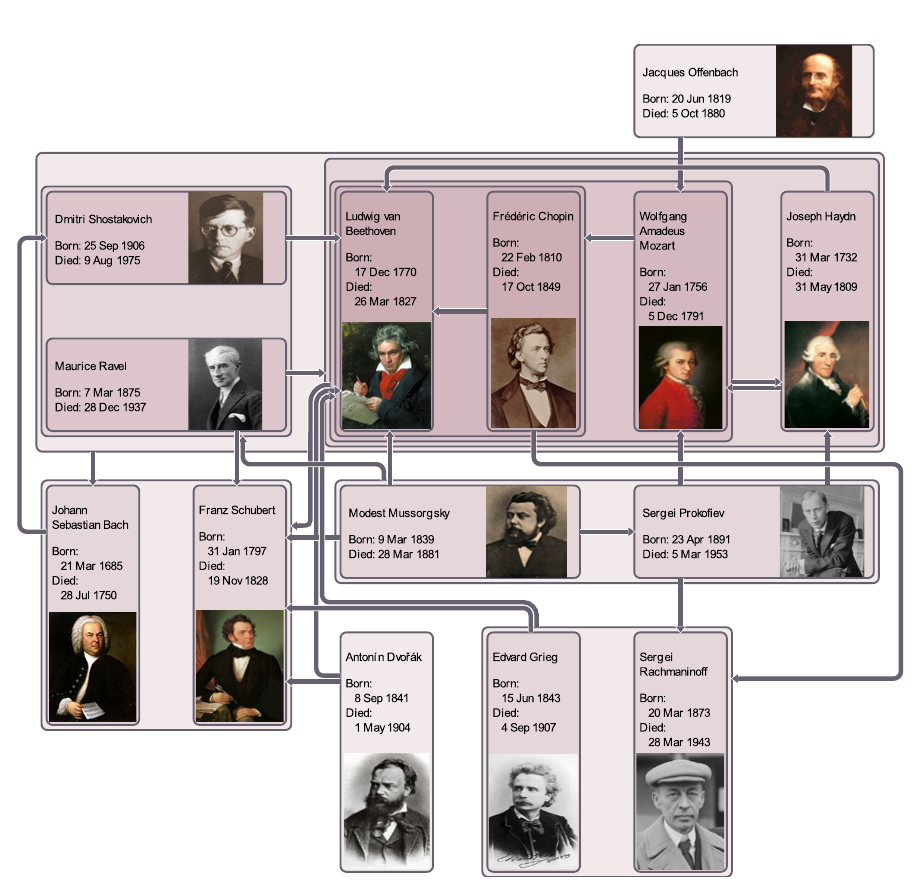 Jacques Offenbach
Born: 20 Jun 1819
Died: 5 Oct 1880
Dmitri Shostakovich
Born: 25 Sep 1906
Died: 9 Aug 1975
Ludwig van
Beethoven
Born:
17 Dec 1770
Died:
26 Mar 1827
Frédéric Chopin
Born:
22 Feb 1810
Died:
17 Oct 1849
Wolfgang
Amadeus
Mozart
Born:
27 Jan 1756
Died:
5 Dec 1791
Joseph Haydn
Born:
31 Mar 1732
Died:
31 May 1809
Maurice Ravel
Born: 7 Mar 1875
Died: 28 Dec 1937
Johann
Sebastian Bach
Born:
21 Mar 1685
Died:
28 Jul 1750
Franz Schubert
Born:
31 Jan 1797
Died:
19 Nov 1828
Modest Mussorgsky
Born: 9 Mar 1839
Died: 28 Mar 1881
Sergei Prokofiev
Born: 23 Apr 1891
Died: 5 Mar 1953
Antonín Dvořák
Born:
8 Sep 1841
Died:
1 May 1904
Edvard Grieg
Born:
15 Jun 1843
Died:
4 Sep 1907
Sergei
Rachmaninoff
Born:
20 Mar 1873
Died:
28 Mar 1943